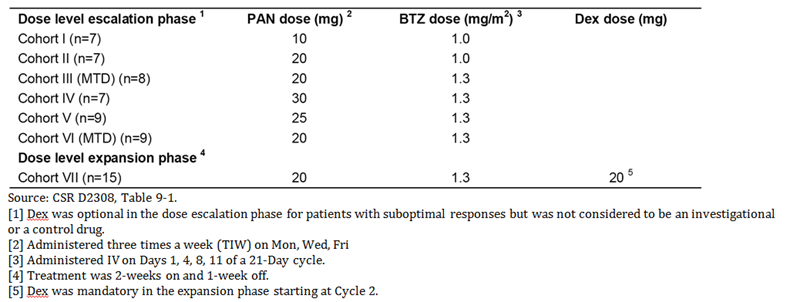 Dose level escalation phase 1 PAN dose (mg) 2 BTZ dose (mg/m2) 3 Dex dose (mg)
Cohort I (n=7) 10 1.0
Cohort II (n=7) 20 1.0
Cohort III (MTD) (n=8) 20 1.3
Cohort IV (n=7) 30 1.3
Cohort V (n=9) 25 1.3
Cohort VI (MTD) (n=9) 20 1.3
Dose level expansion phase 4
Cohort VII (n=15) 20 1.3 20 5
Source: CSR D2308, Table 9-1.
[1] Dex was optional in the dose escalation phase for patients with suboptimal responses but was not considered to be an investigational
or a control drug.
[2] Administered three times a week (TIW) on Mon, Wed, Fri
[3] Administered IV on Days 1, 4, 8, 11 of a 21-Day cycle.
[4] Treatment was 2-weeks on and 1-week off.
[5] Dex was mandatory in the expansion phase starting at Cycle 2.